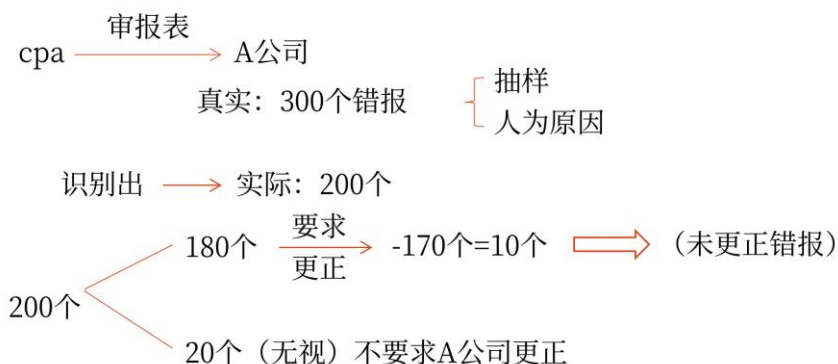 审报表
cpa A公司
真实：300个错报
抽样
人为原因
识别出 实际：200个
要求
180个 -170个=10个 （未更正错报）
更正
200个
20个（无视）不要求A公司更正